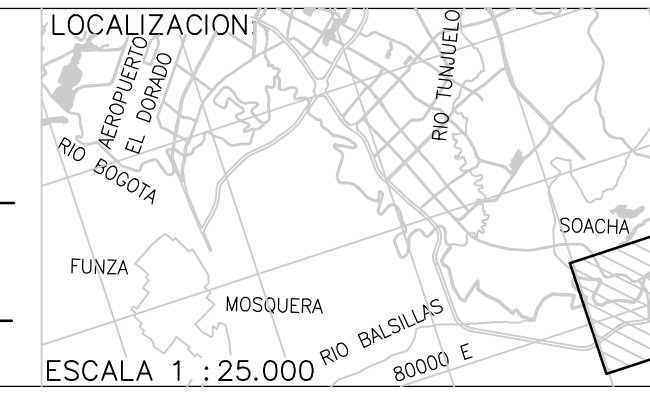 LOCALIZACION:
AEROPUERTO
EL DORADO
RIO TUNJUELO
RIO BOGOTA
SOACHA
FUNZA
MOSQUERA
RIO BALSILLAS
80000 E
ESCALA 1 : 25.000